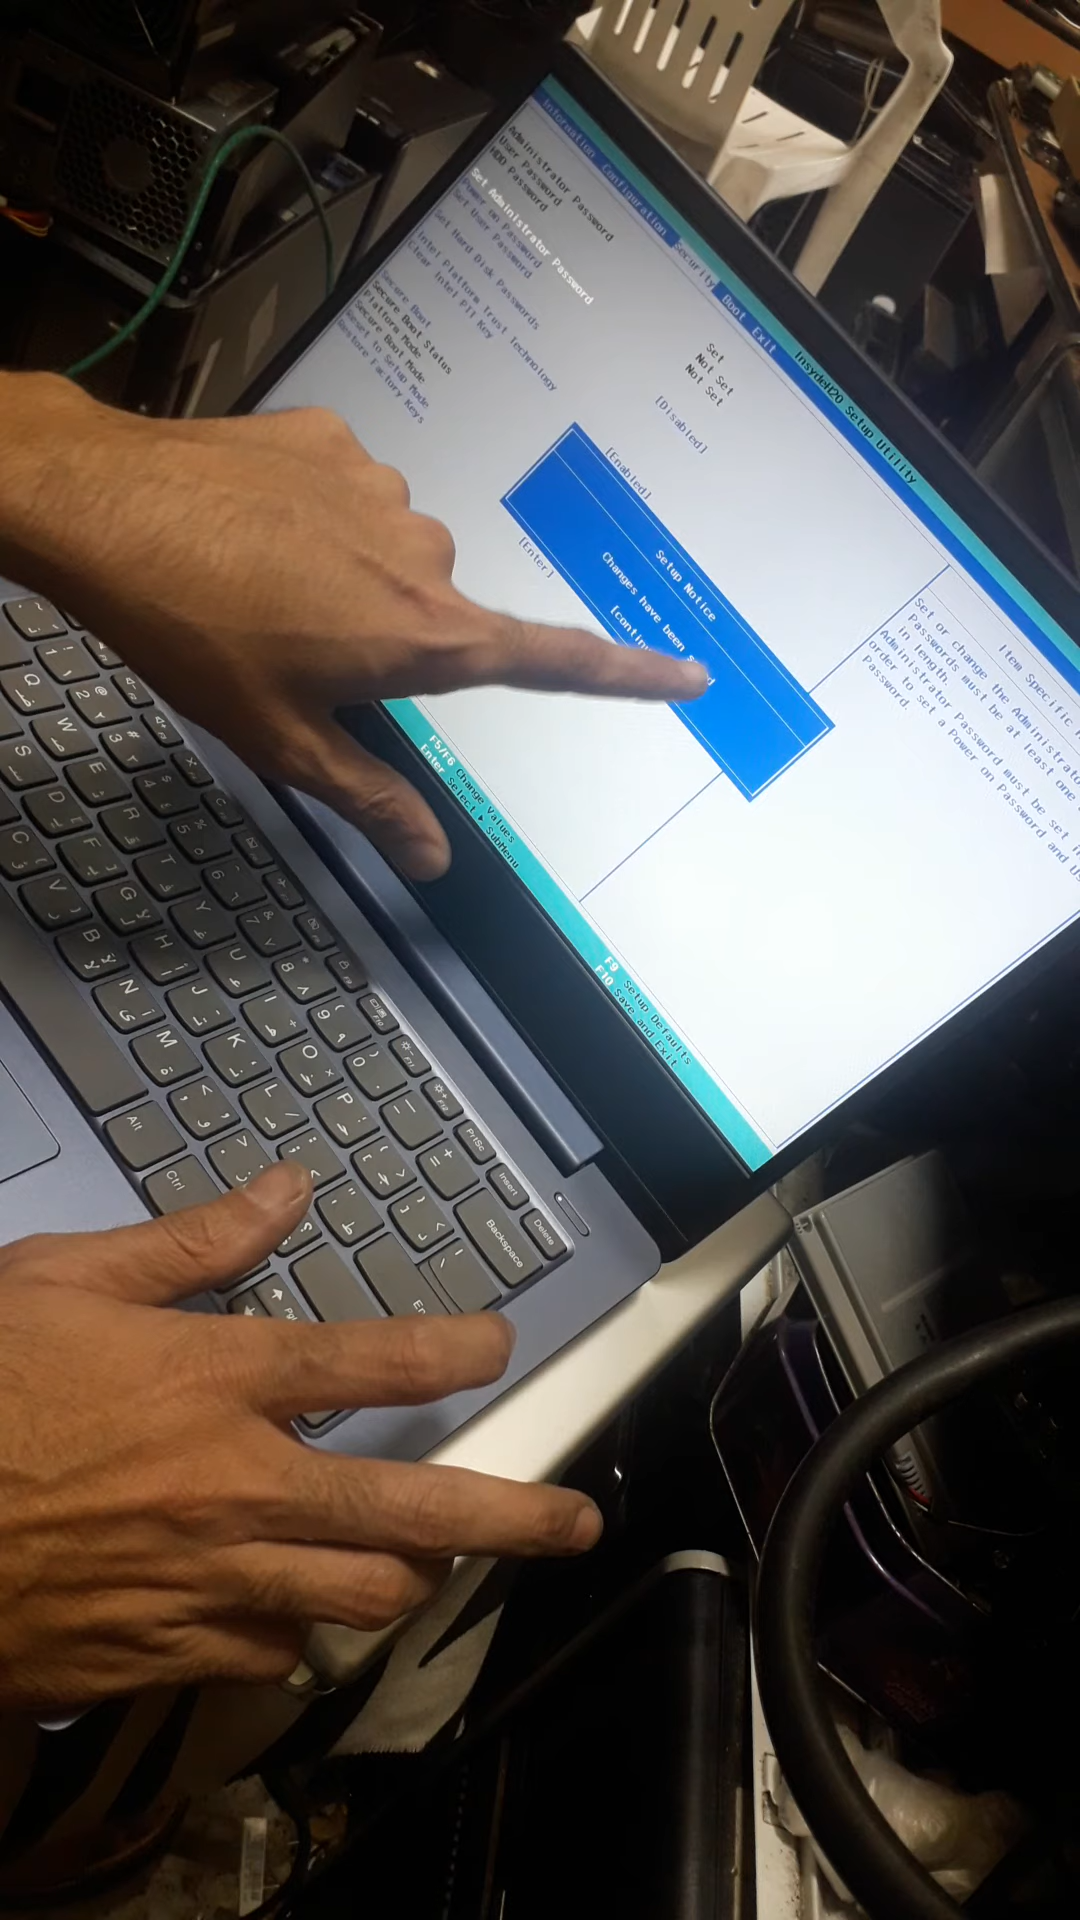 InsydeH20 Setup Utility
Information Configuration Security Boot Exit
Administrator Password Set
User Password Not Set
HDD Password Not Set
Set Administrator Password
Power on Password [Disabled]
Set User Password
Set Hard Disk Passwords
Intel Platform Trust Technology [Enabled]
Clear Intel PTT Key [Enter]
Secure Boot
Secure Boot Status
Platform Mode
Secure Boot Mode
Reset to Setup Mode
Restore Factory Keys
Setup Notice
Changes have been
Item Specific
Set or change the
Passwords must be at least one
in length.
Administrator Password must be set in
order to set a Power on Password and
Password.
F5/F6 Change Values
Enter Select ▶ SubMenu
F9 Setup Defaults
F10 Save and Exit
PrtSc
Insert
Delete
Backspace
Alt
Ctrl